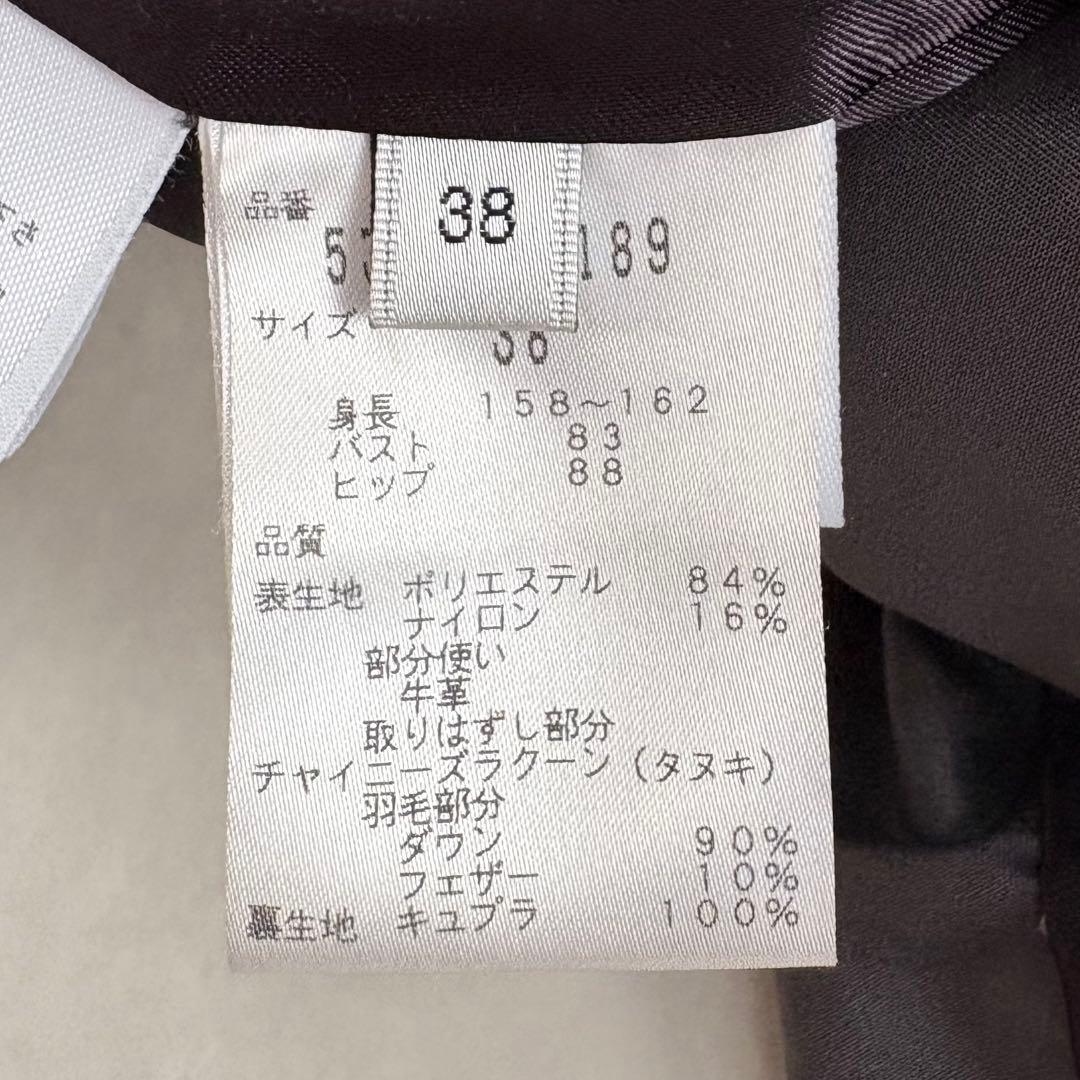 38
品番
189
サイズ
38
身長 158～162
バスト 83
ヒップ 88
品質
表生地 ポリエステル 84%
ナイロン 16%
部分使い
牛革
取りはずし部分
チャイニーズラクーン（タヌキ）
羽毛部分
ダウン 90%
フェザー 10%
裏生地 キュプラ 100%